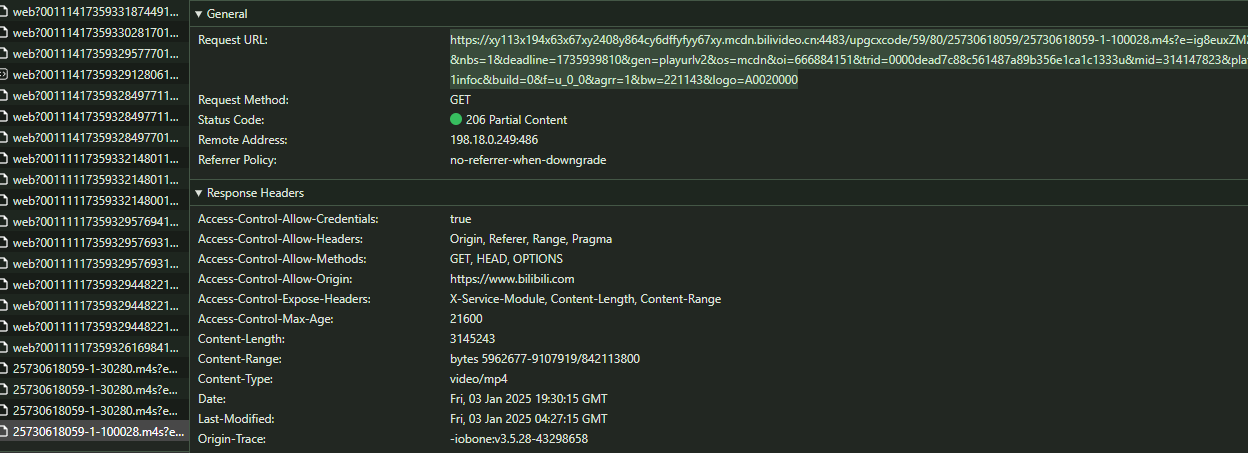 web?001114173593318744​91...
web?00111417359330281701...
web?00111417359329577701...
web?00111417359329128061...
web?00111417359328497711...
web?00111417359328497711...
web?00111417359328497701...
web?00111117359332148011...
web?00111117359332148011...
web?00111117359332148001...
web?00111117359329576941...
web?00111117359329576931...
web?00111117359329576931...
web?00111117359329448221...
web?00111117359329448221...
web?00111117359329448221...
web?00111117359326169841...
25730618059-1-30280.m4s?e...
25730618059-1-30280.m4s?e...
25730618059-1-30280.m4s?e...
25730618059-1-100028.m4s?e...
General
Request URL: https://xy113x194x63x67xy2408y864cy6dffyfyy67xy.mcdn.bilivideo.cn:4483/upgcxcode/59/80/25730618059/25730618059-1-100028.m4s?e=ig8euxZM
&nbs=1&deadline=1735939810&gen=playurlv2&os=mcdn&oi=666884151&trid=0000dead7c88c561487a89b356e1ca1c1333u&mid=314147823&pla
1infoc&build=0&f=u_0_0&agrr=1&bw=221143&logo=A0020000
Request Method: GET
Status Code: 206 Partial Content
Remote Address: 198.18.0.249:486
Referrer Policy: no-referrer-when-downgrade
Response Headers
Access-Control-Allow-Credentials: true
Access-Control-Allow-Headers: Origin, Referer, Range, Pragma
Access-Control-Allow-Methods: GET, HEAD, OPTIONS
Access-Control-Allow-Origin: https://www.bilibili.com
Access-Control-Expose-Headers: X-Service-Module, Content-Length, Content-Range
Access-Control-Max-Age: 21600
Content-Length: 3145243
Content-Range: bytes 5962677-9107919/842113800
Content-Type: video/mp4
Date: Fri, 03 Jan 2025 19:30:15 GMT
Last-Modified: Fri, 03 Jan 2025 04:27:15 GMT
Origin-Trace: -iobone:v3.5.28-43298658